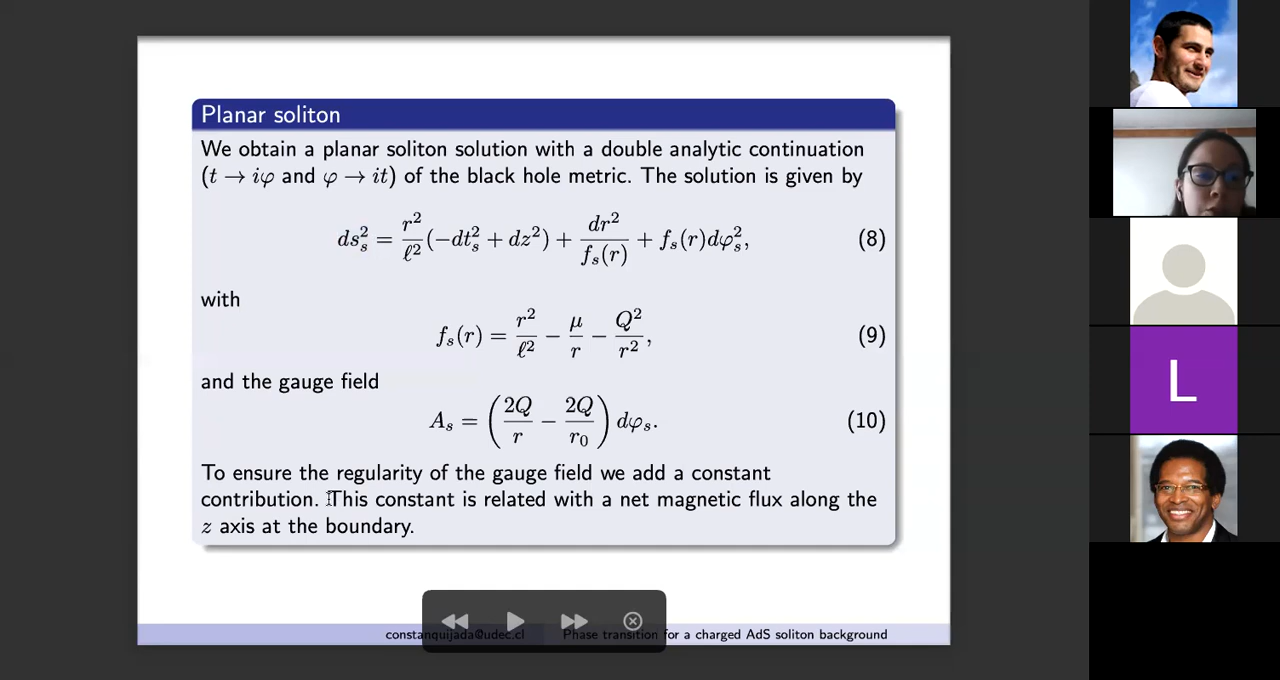 Planar soliton
We obtain a planar soliton solution with a double analytic continuation
(t → iφ and φ → it) of the black hole metric. The solution is given by
ds_s^2 = r^2/ℓ^2 (−dt_s^2 + dz^2) + dr^2/f_s(r) + f_s(r)dφ_s^2, (8)
with
f_s(r) = r^2/ℓ^2 − μ/r − Q^2/r^2, (9)
and the gauge field
A_s = (2Q/r − 2Q/r_0) dφ_s. (10)
To ensure the regularity of the gauge field we add a constant
contribution. This constant is related with a net magnetic flux along the
z axis at the boundary.
constanquijada@udec.cl Phase transition for a charged AdS soliton background
L